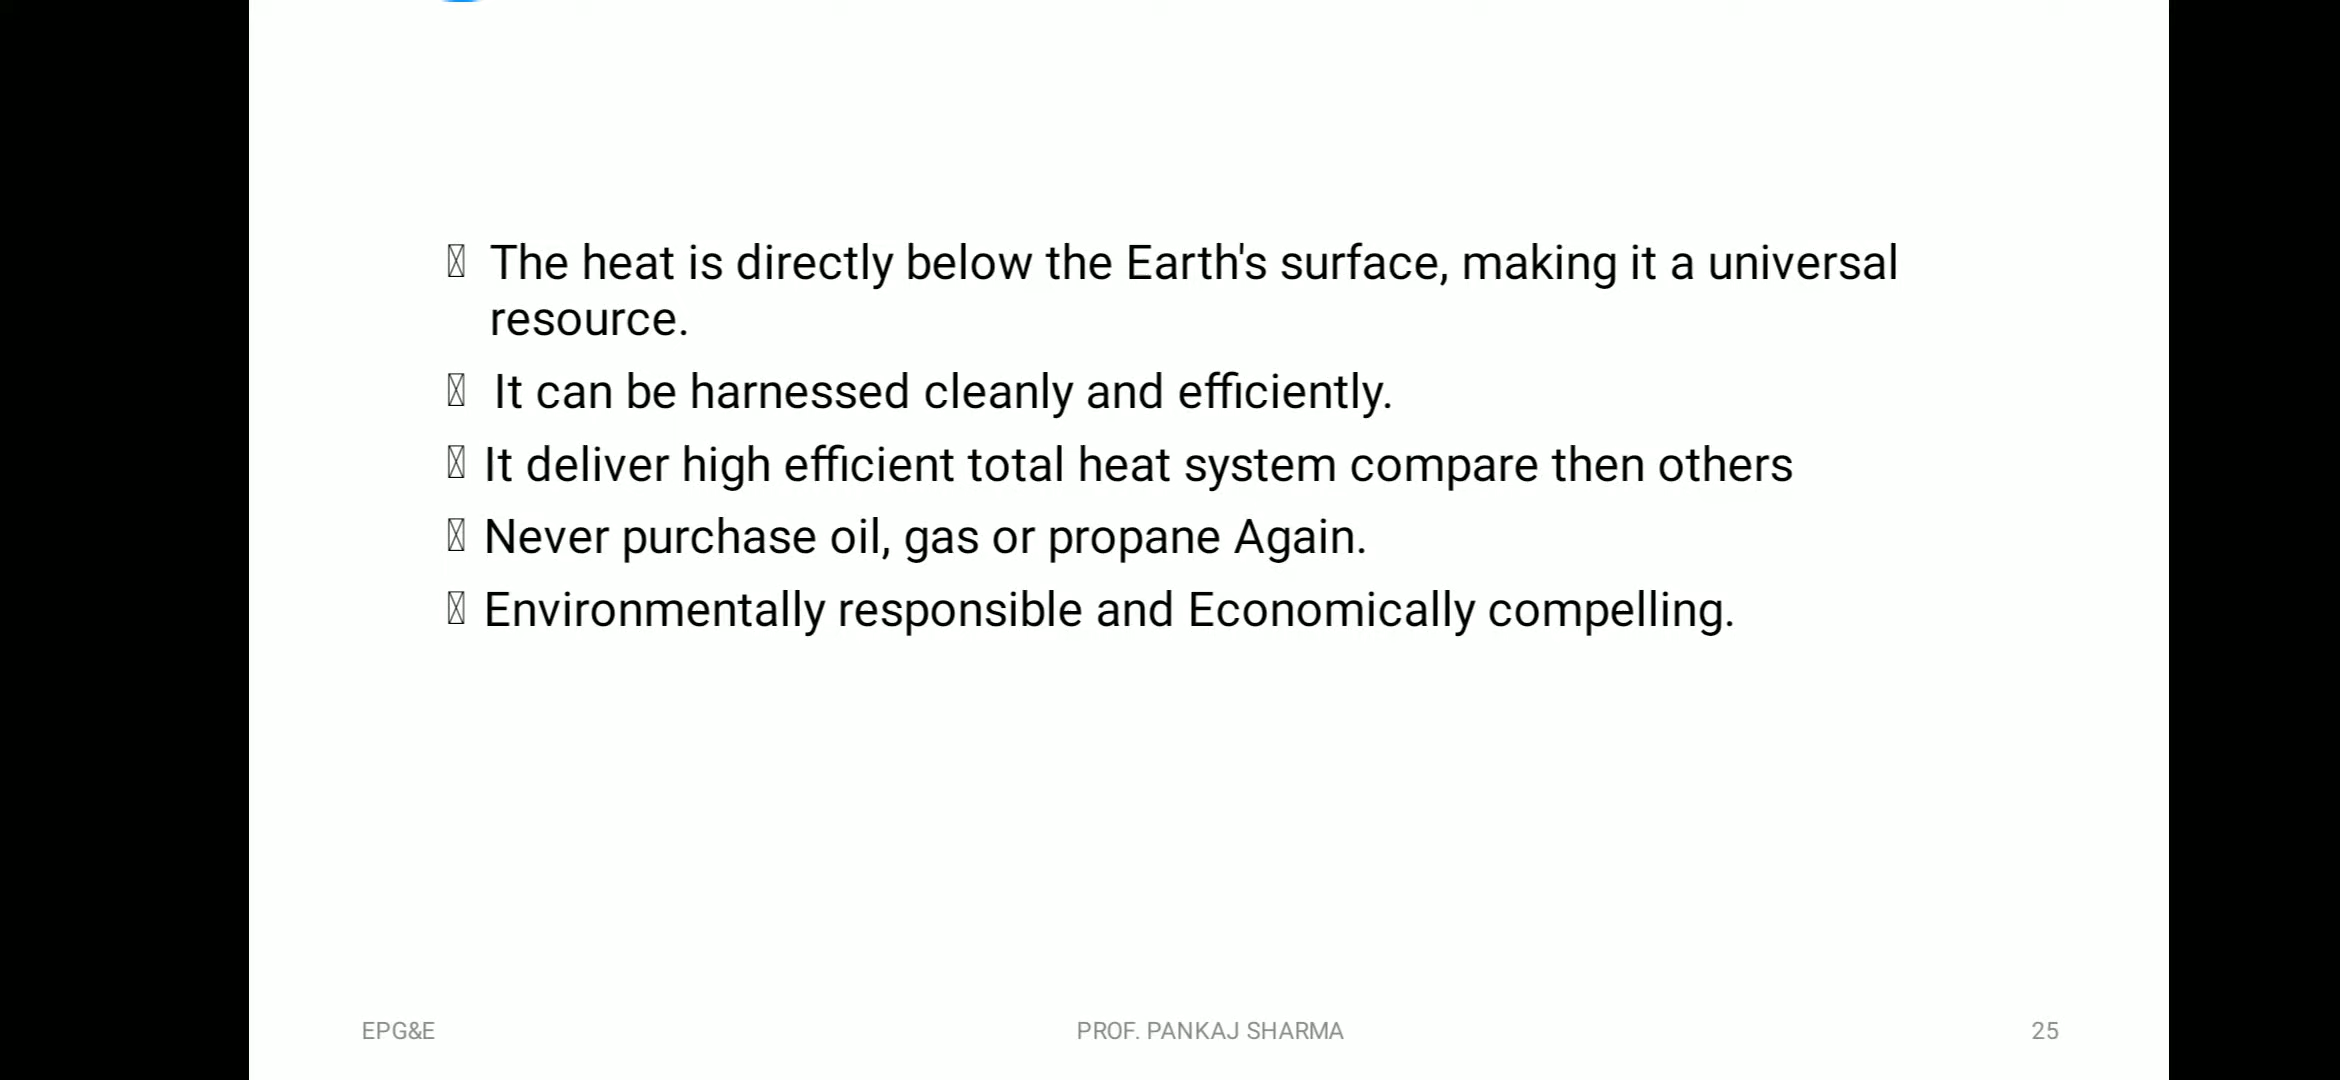 The heat is directly below the Earth's surface, making it a universal
resource.
It can be harnessed cleanly and efficiently.
It deliver high efficient total heat system compare then others
Never purchase oil, gas or propane Again.
Environmentally responsible and Economically compelling.
EPG&E
PROF. PANKAJ SHARMA
25